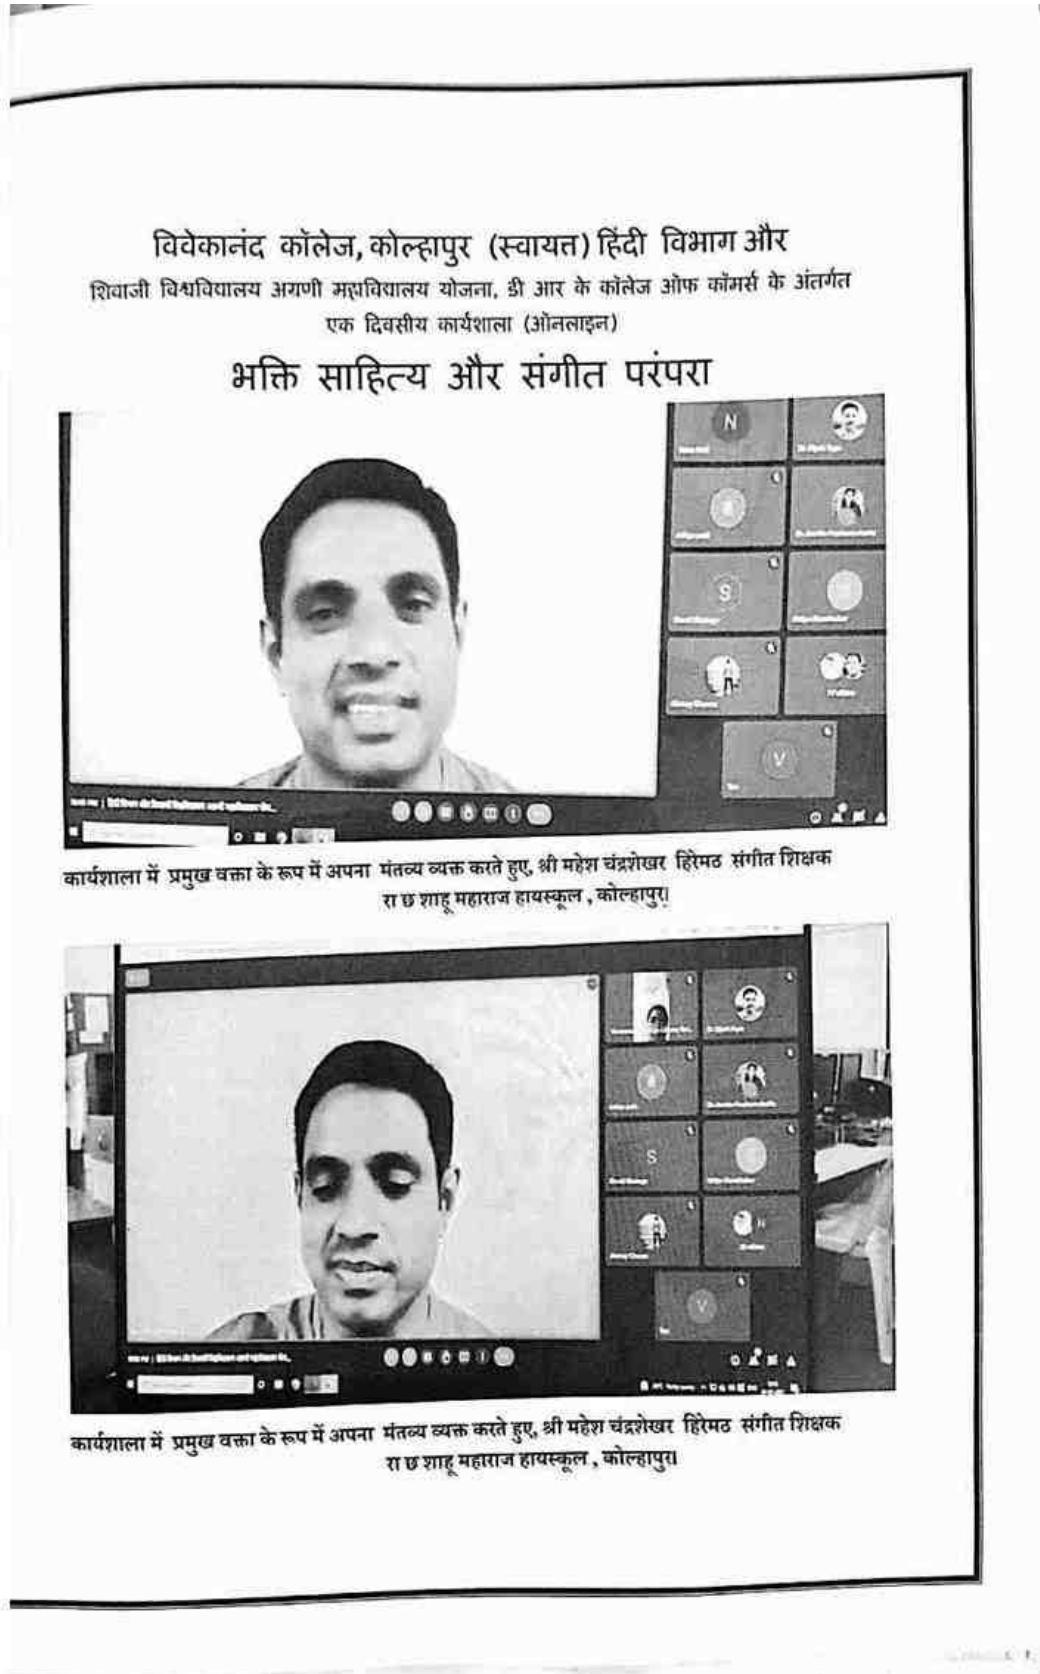 विवेकानंद कॉलेज, कोल्हापुर (स्वायत्त) हिंदी विभाग और
शिवाजी विश्वविद्यालय अगणी महाविद्यालय योजना, डी आर के कॉलेज ऑफ कॉमर्स के अंतर्गत
एक दिवसीय कार्यशाला (ऑनलाइन)
भक्ति साहित्य और संगीत परंपरा
N
S
V
कार्यशाला में प्रमुख वक्ता के रूप में अपना मंतव्य व्यक्त करते हुए, श्री महेश चंद्रशेखर हिरेमठ संगीत शिक्षक
रा छ शाहू महाराज हायस्कूल , कोल्हापुर।
S
N
V
कार्यशाला में प्रमुख वक्ता के रूप में अपना मंतव्य व्यक्त करते हुए, श्री महेश चंद्रशेखर हिरेमठ संगीत शिक्षक
रा छ शाहू महाराज हायस्कूल , कोल्हापुर।